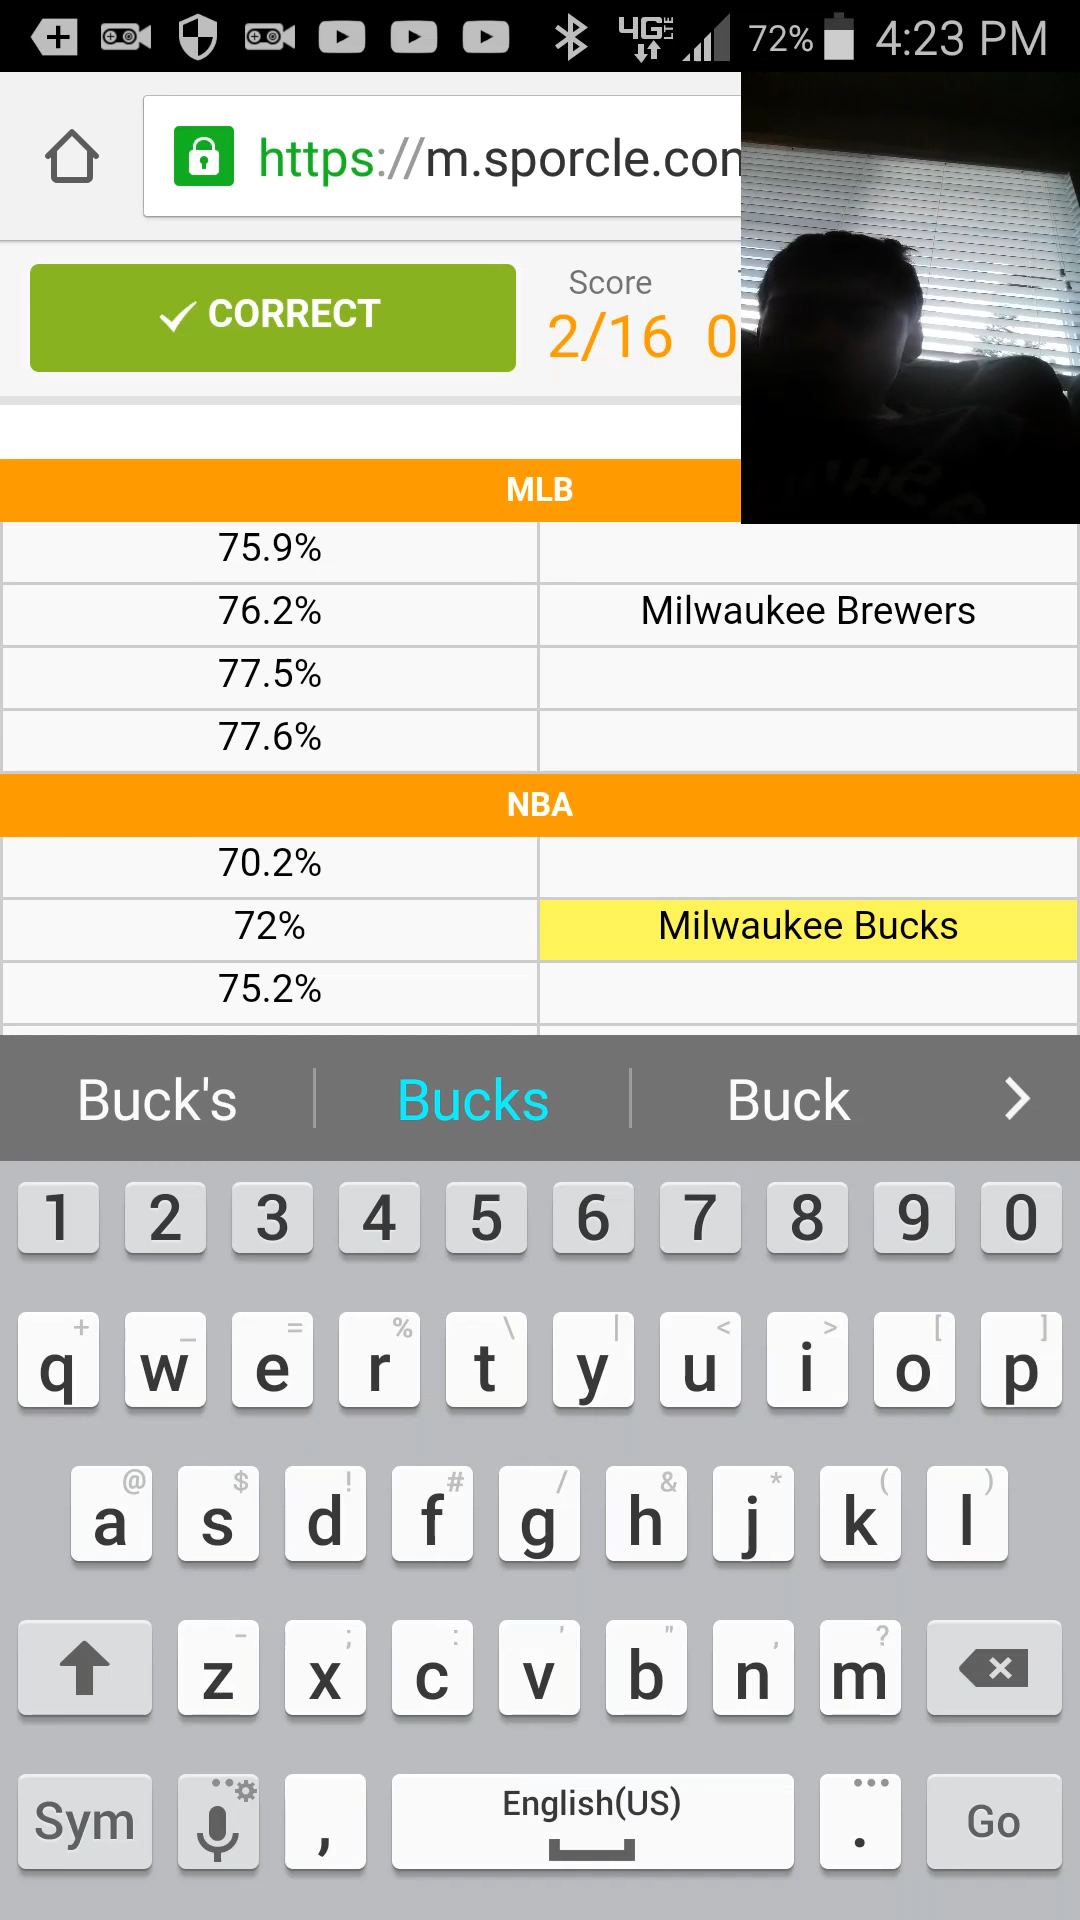 4G LTE 72% 4:23 PM
https://m.sporcle.con
CORRECT
Score
2/16 0
MLB
75.9%
76.2% Milwaukee Brewers
77.5%
77.6%
NBA
70.2%
72% Milwaukee Bucks
75.2%
Buck's Bucks Buck
1 2 3 4 5 6 7 8 9 0
+ _ = % \ | < > [ ]
q w e r t y u i o p
@ $ ! # / & * ( )
a s d f g h j k l
- ; : ' " , ?
z x c v b n m
Sym , English(US) . Go